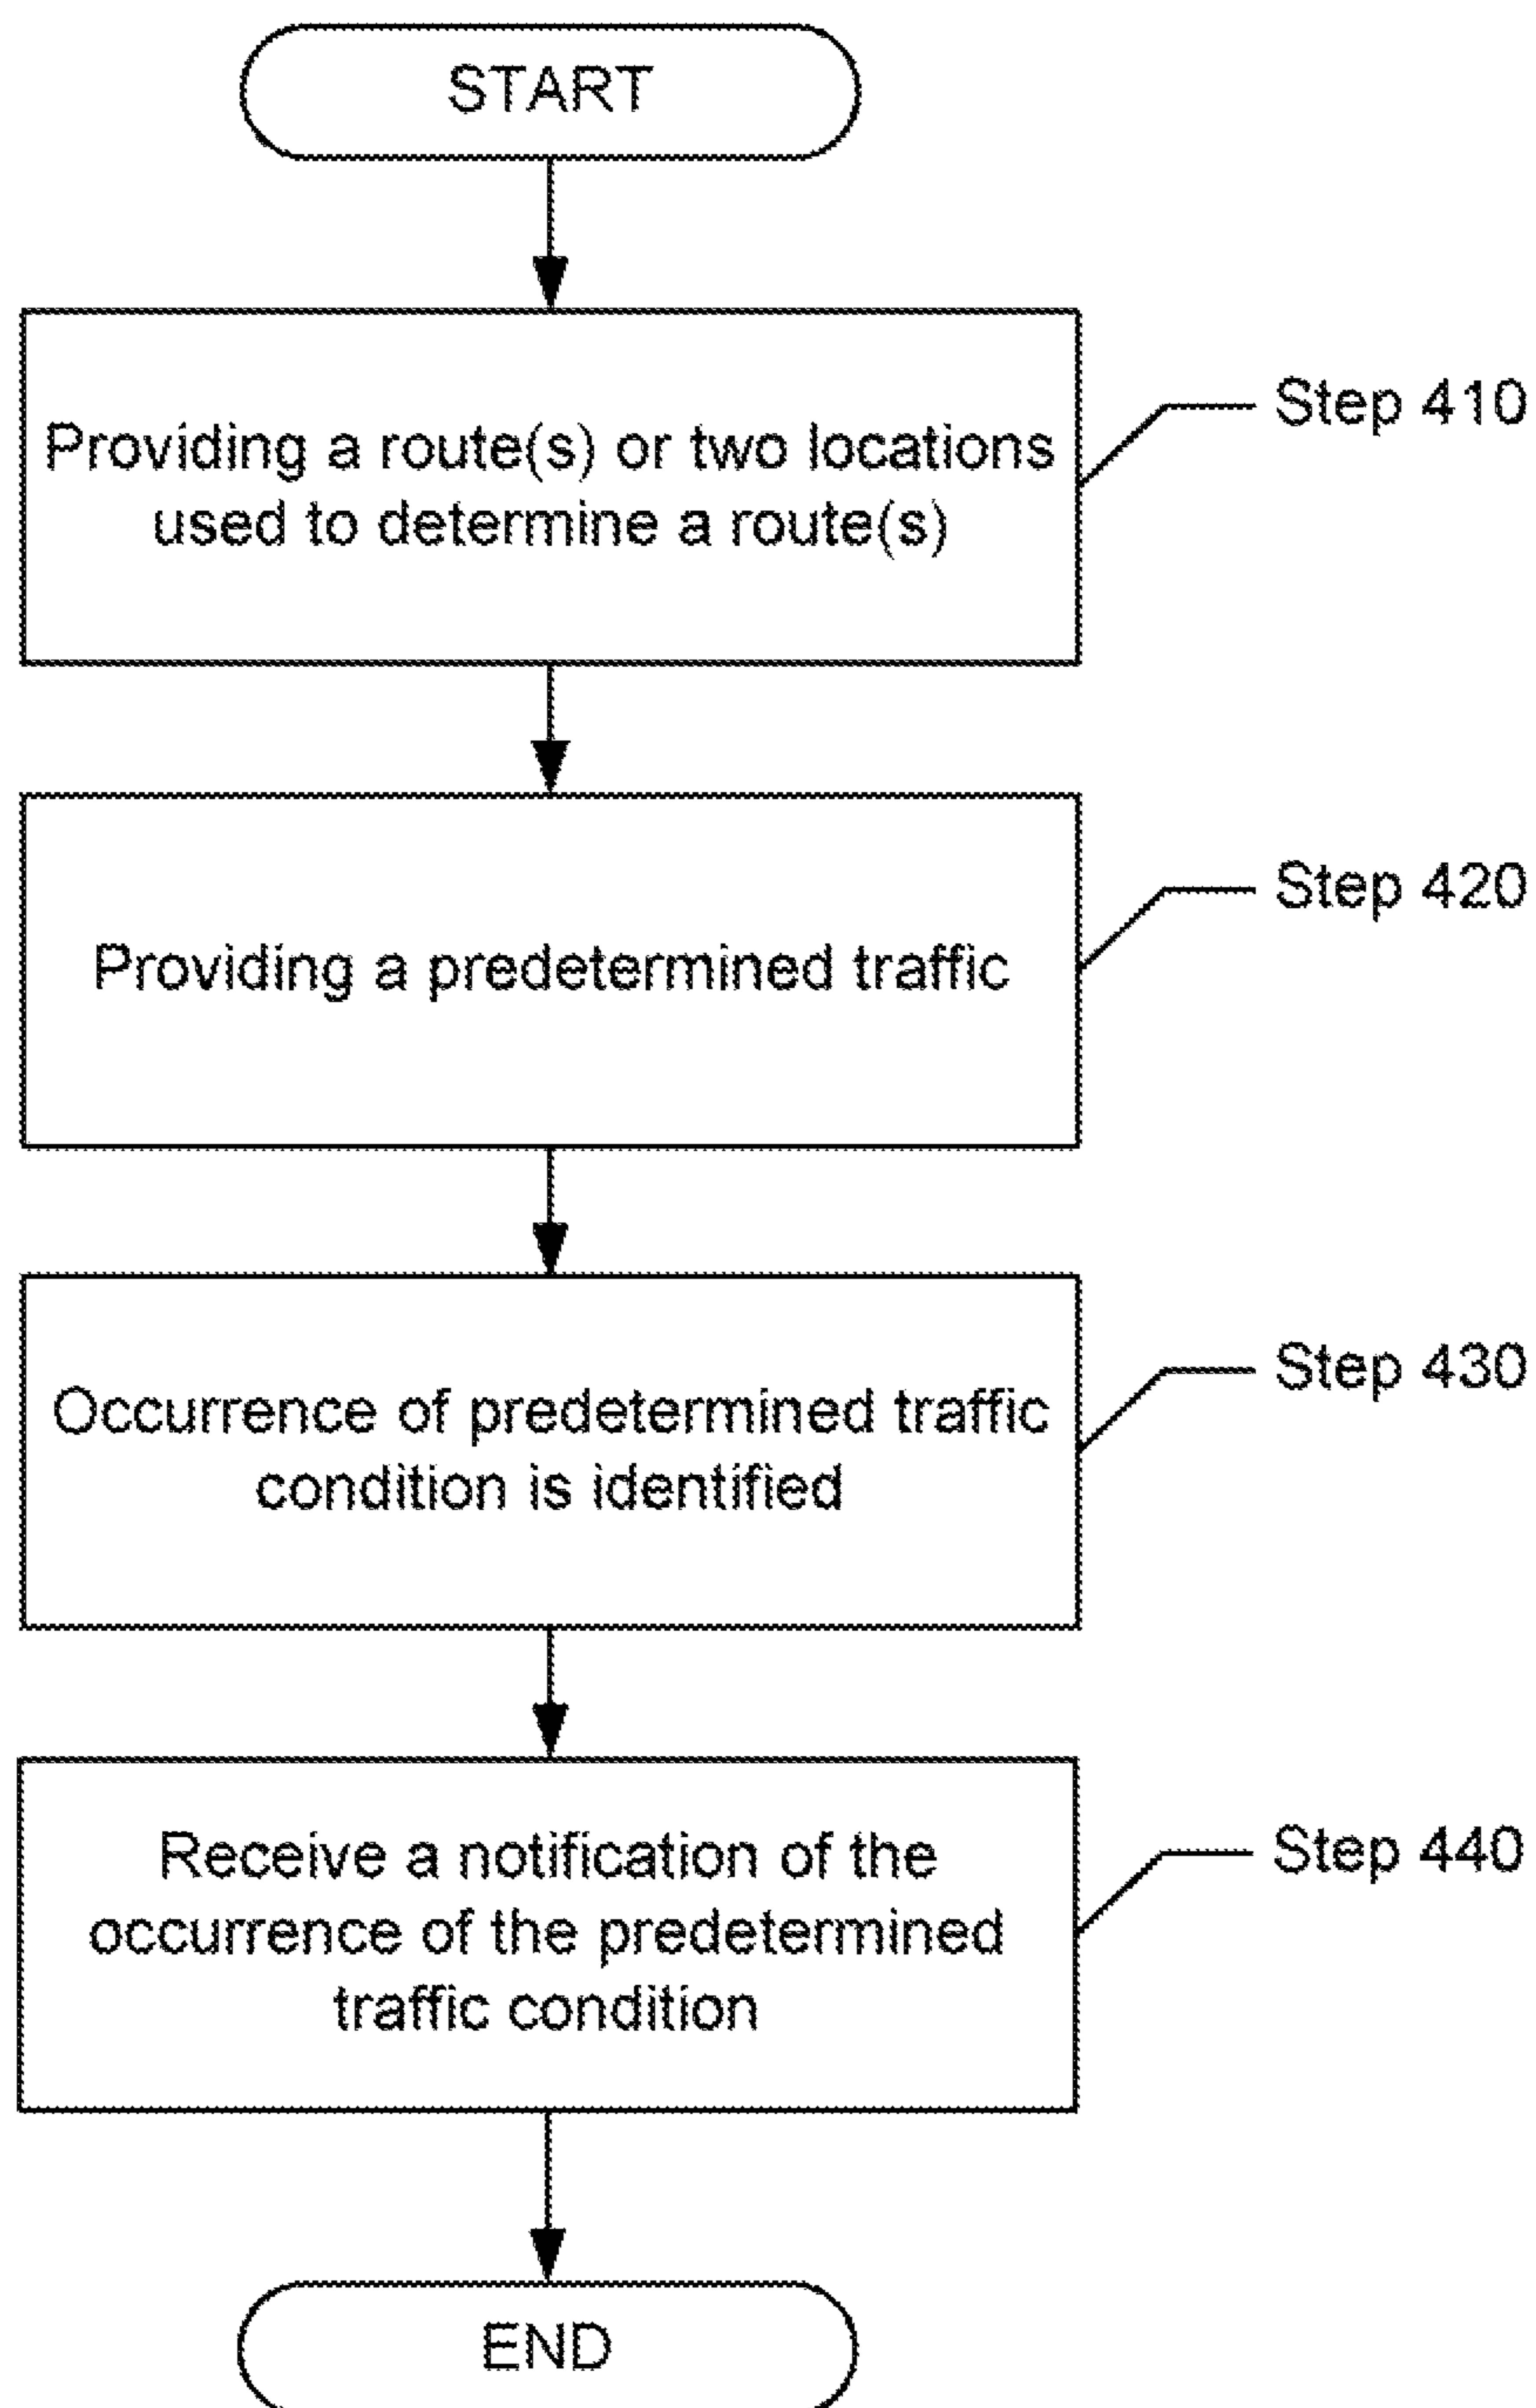 START
Providing a route(s) or two locations
used to determine a route(s)
Step 410
Providing a predetermined traffic
Step 420
Occurrence of predetermined traffic
condition is identified
Step 430
Receive a notification of the
occurrence of the predetermined
traffic condition
Step 440
END